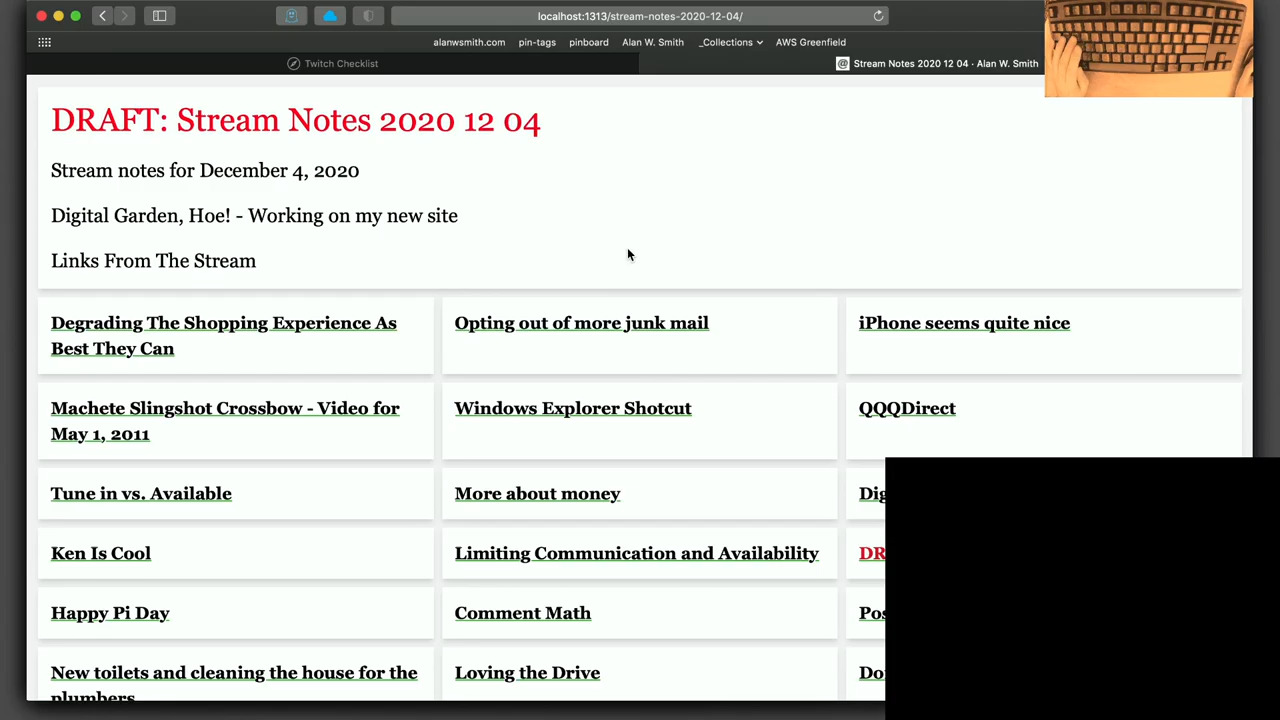 localhost:1313/stream-notes-2020-12-04/
alanwsmith.com pin-tags pinboard Alan W. Smith _Collections AWS Greenfield
Twitch Checklist
Stream Notes 2020 12 04 · Alan W. Smith
DRAFT: Stream Notes 2020 12 04
Stream notes for December 4, 2020
Digital Garden, Hoe! - Working on my new site
Links From The Stream
Degrading The Shopping Experience As
Best They Can
Opting out of more junk mail
iPhone seems quite nice
Machete Slingshot Crossbow - Video for
May 1, 2011
Windows Explorer Shotcut
QQQDirect
Tune in vs. Available
More about money
Dig
Ken Is Cool
Limiting Communication and Availability
DR
Happy Pi Day
Comment Math
Pos
New toilets and cleaning the house for the
plumbers
Loving the Drive